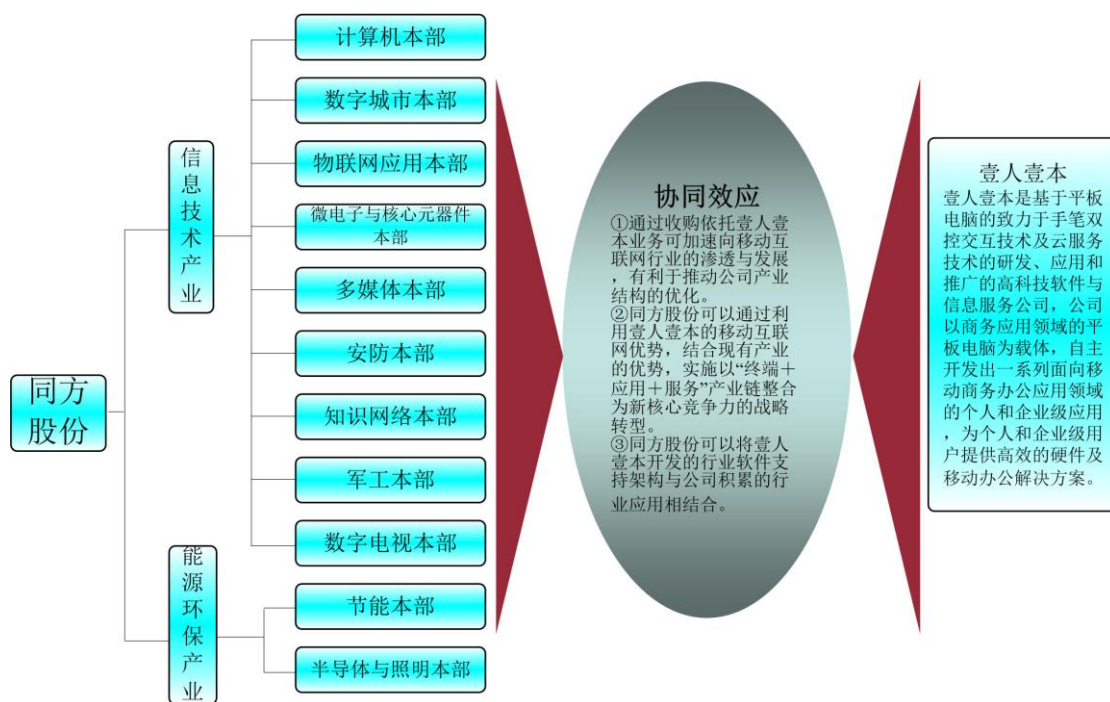 同方
股份
信息技术产业
能源环保产业
计算机本部
数字城市本部
物联网应用本部
微电子与核心元器件
本部
多媒体本部
安防本部
知识网络本部
军工本部
数字电视本部
节能本部
半导体与照明本部
协同效应
①通过收购依托壹人壹
本业务可加速向移动互
联网行业的渗透与发展
，有利于推动公司产业
结构的优化。
②同方股份可以通过利
用壹人壹本的移动互联
网优势，结合现有产业
的优势，实施以“终端＋
应用＋服务”产业链整合
为新核心竞争力的战略
转型。
③同方股份可以将壹人
壹本开发的行业软件支
持架构与公司积累的行
业应用相结合。
壹人壹本
壹人壹本是基于平板
电脑的致力于手笔双
控交互技术及云服务
技术的研发、应用和
推广的高科技软件与
信息服务公司，公司
以商务应用领域的平
板电脑为载体，自主
开发出一系列面向移
动商务办公应用领域
的个人和企业级应用
，为个人和企业级用
户提供高效的硬件及
移动办公解决方案。